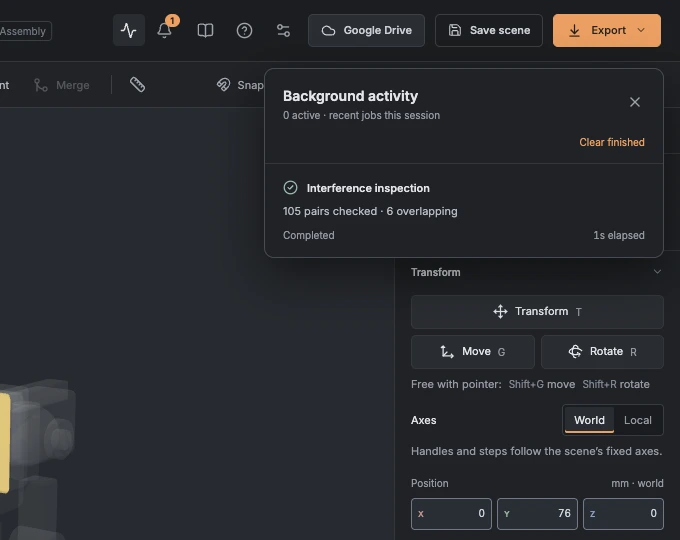 Assembly
1
Google Drive
Save scene
Export
nt
Merge
Snap
Background activity
0 active · recent jobs this session
Clear finished
Interference inspection
105 pairs checked · 6 overlapping
Completed
1s elapsed
Transform
Transform T
Move G
Rotate R
Free with pointer: Shift+G move Shift+R rotate
Axes
World
Local
Handles and steps follow the scene's fixed axes.
Position
mm · world
X 0
Y 76
Z 0